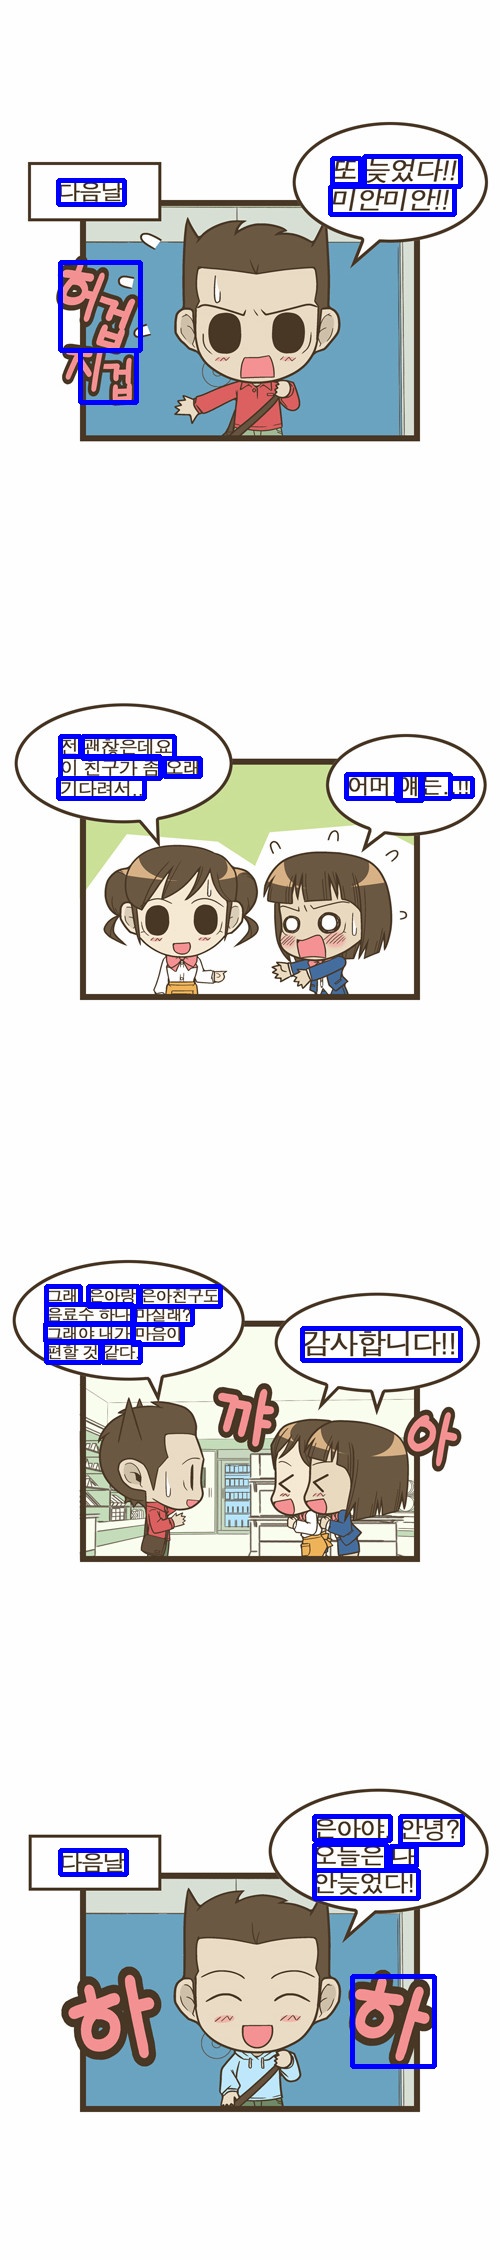 다음날
또 늦었다!!
미안미안!!
허겁
지겁
전 괜찮은데요
이 친구가 좀 오래
기다려서..
어머 얘는..!!
그래 은아랑 은아친구도
음료수 하나 마실래?
그래야 내가 마음이
편할 것 같다.
감사합니다!!
꺄
아
다음날
은아야, 안녕?
오늘은 나
안늦었다!
하
하